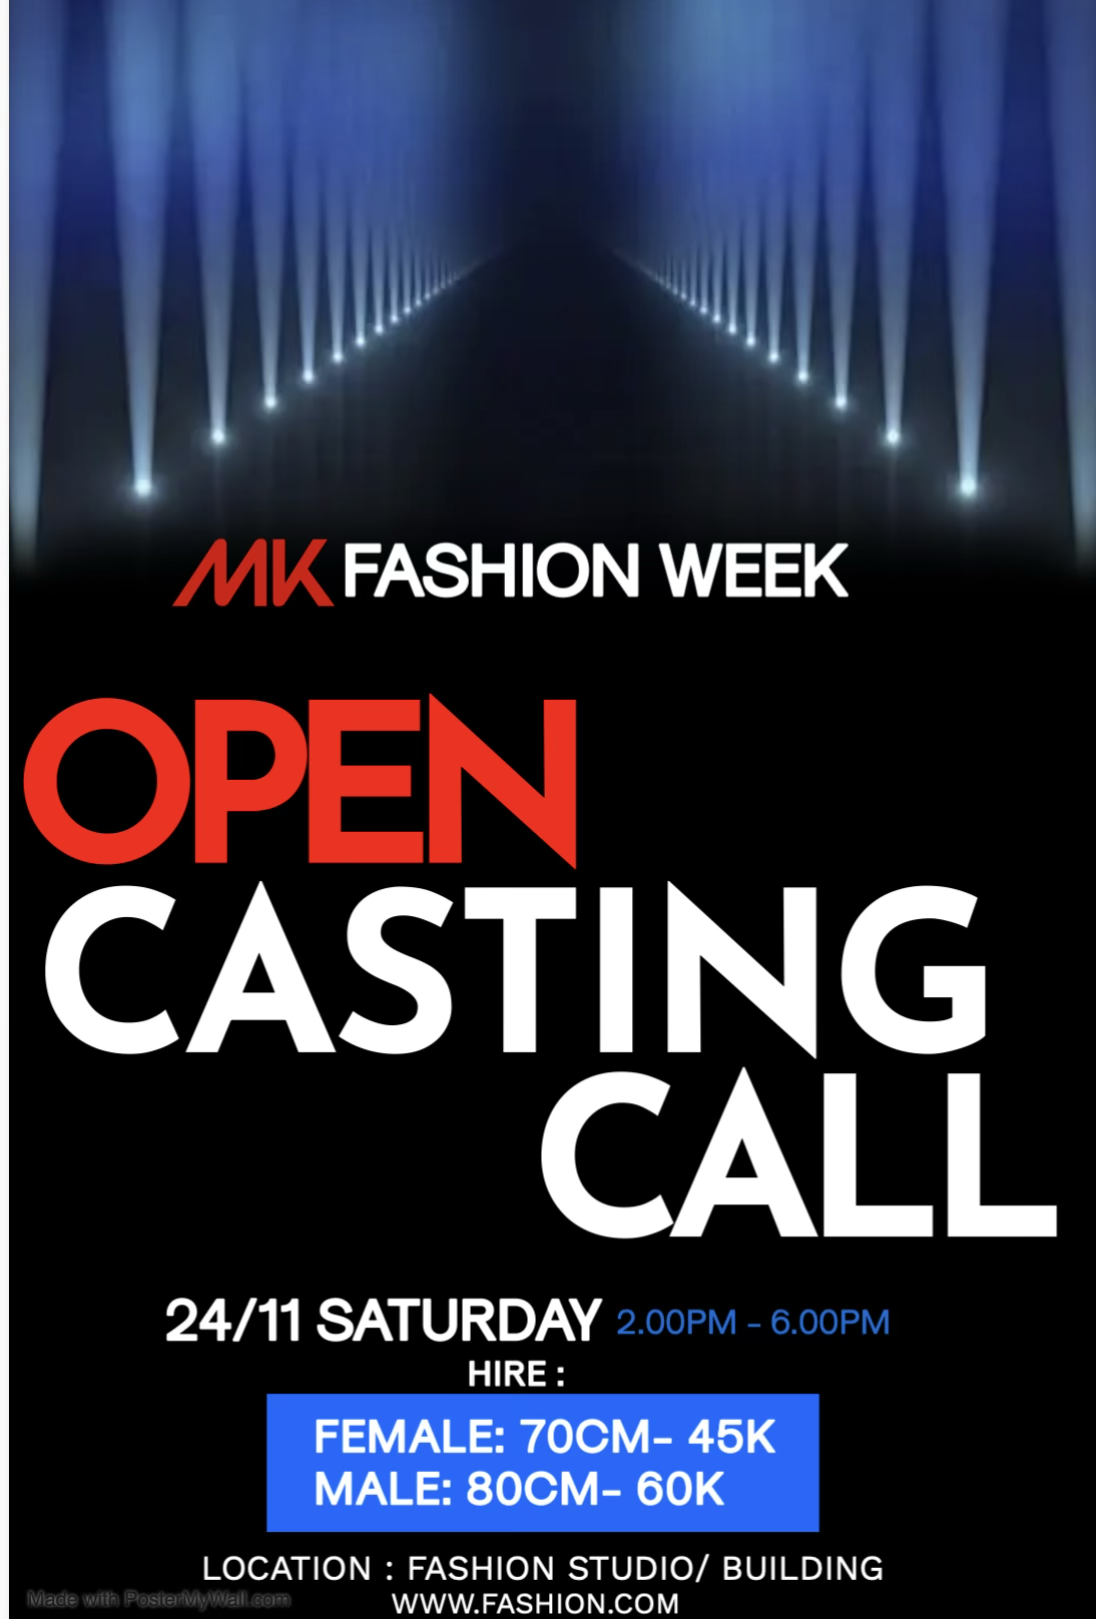 MK FASHION WEEK
OPEN
CASTING
CALL
24/11 SATURDAY 2.00PM - 6.00PM
HIRE :
FEMALE: 70CM- 45K
MALE: 80CM- 60K
LOCATION : FASHION STUDIO/ BUILDING
Made with PosterMyWall.com
WWW.FASHION.COM